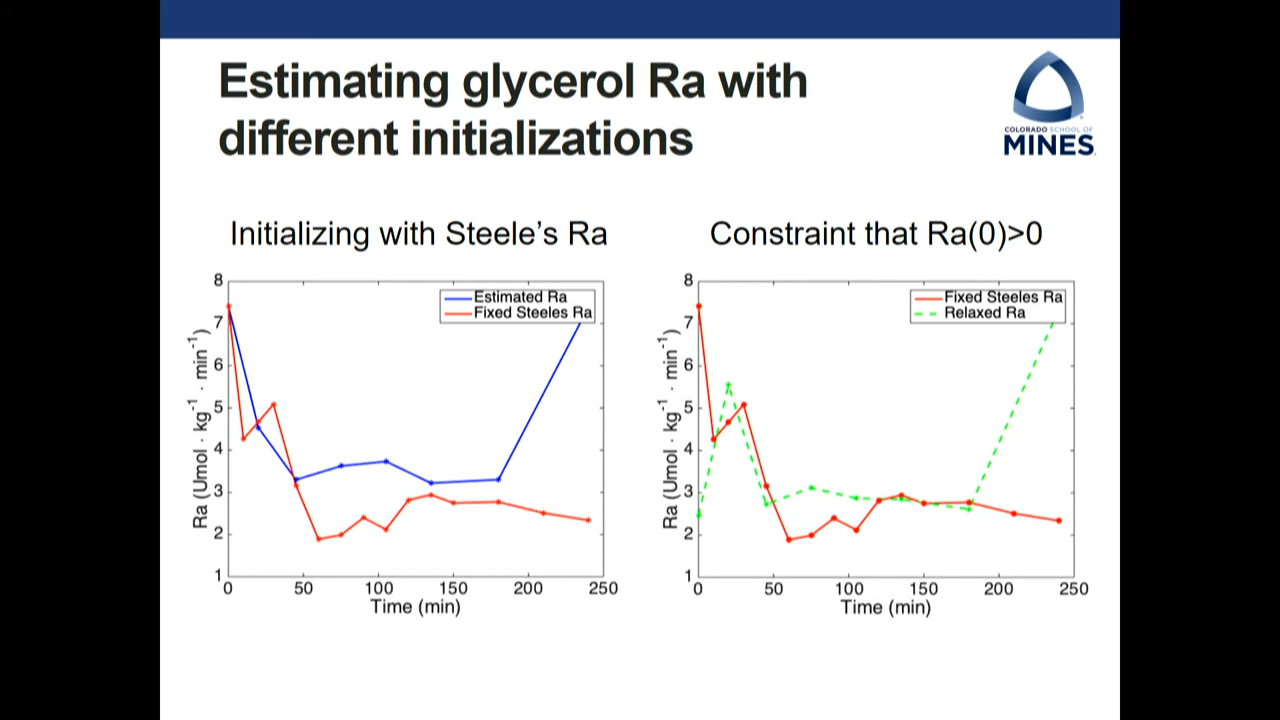 Estimating glycerol Ra with
different initializations
COLORADO SCHOOL OF
MINES
Initializing with Steele's Ra
Constraint that Ra(0)>0
8
7
6
5
4
3
2
1
0
50
100
150
200
250
Ra (Umol · kg⁻¹ · min⁻¹)
Time (min)
Estimated Ra
Fixed Steeles Ra
8
7
6
5
4
3
2
1
0
50
100
150
200
250
Ra (Umol · kg⁻¹ · min⁻¹)
Time (min)
Fixed Steeles Ra
Relaxed Ra